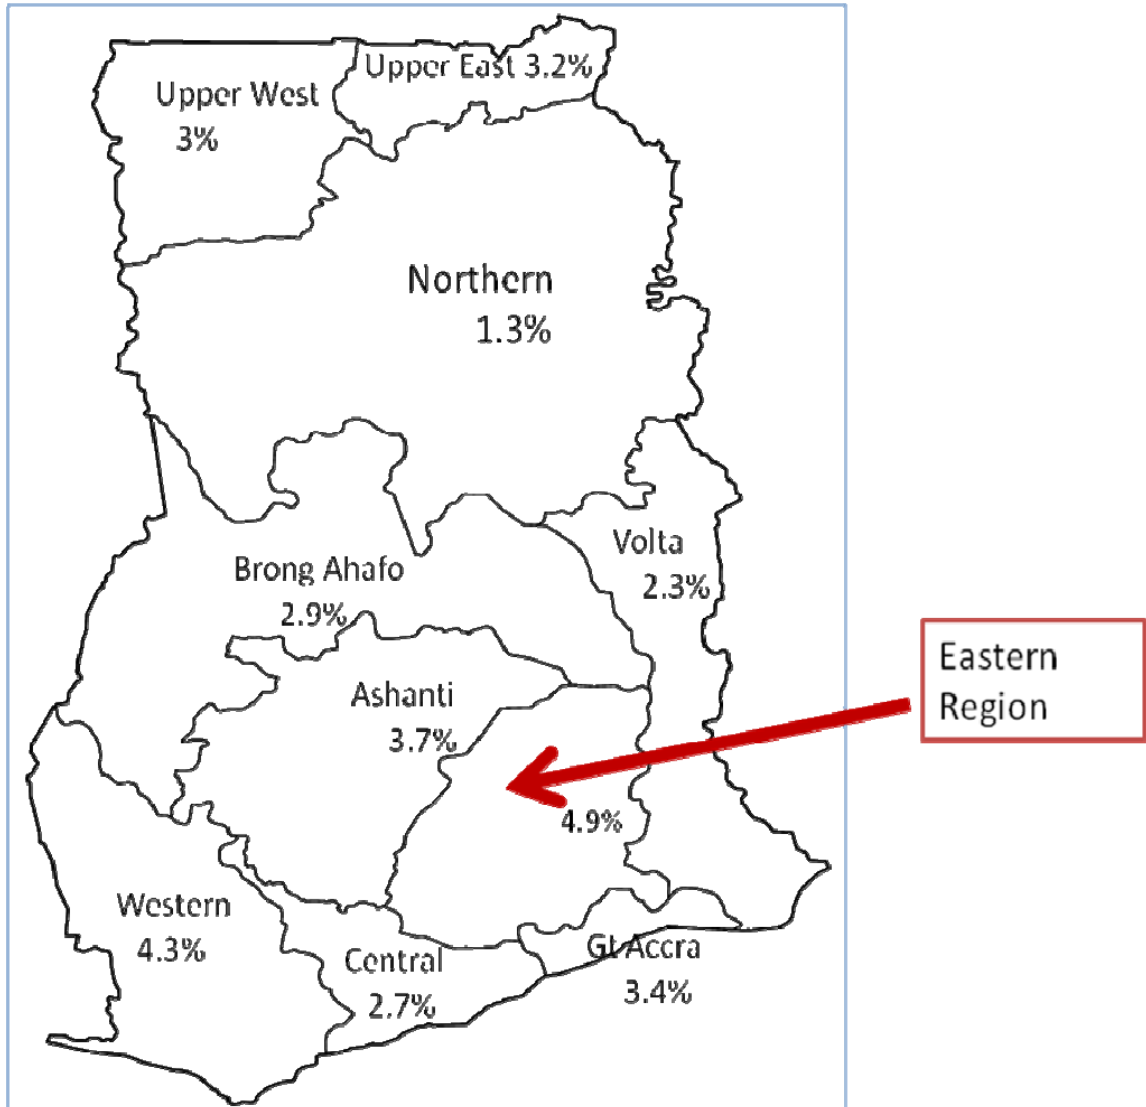 Upper East 3.2%
Upper West
3%
Northern
1.3%
Volta
2.3%
Brong Ahafo
2.9%
Eastern
Region
Ashanti
3.7%
4.9%
Western
4.3%
Central
2.7%
Gt Accra
3.4%